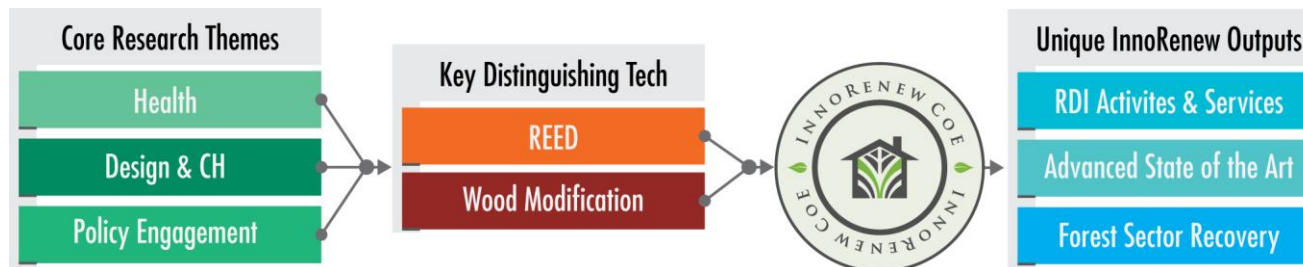 Core Research Themes
Health
Design & CH
Policy Engagement
Key Distinguishing Tech
REED
Wood Modification
INNORENEW COE
INNORENEW COE
Unique InnoRenew Outputs
RDI Activites & Services
Advanced State of the Art
Forest Sector Recovery